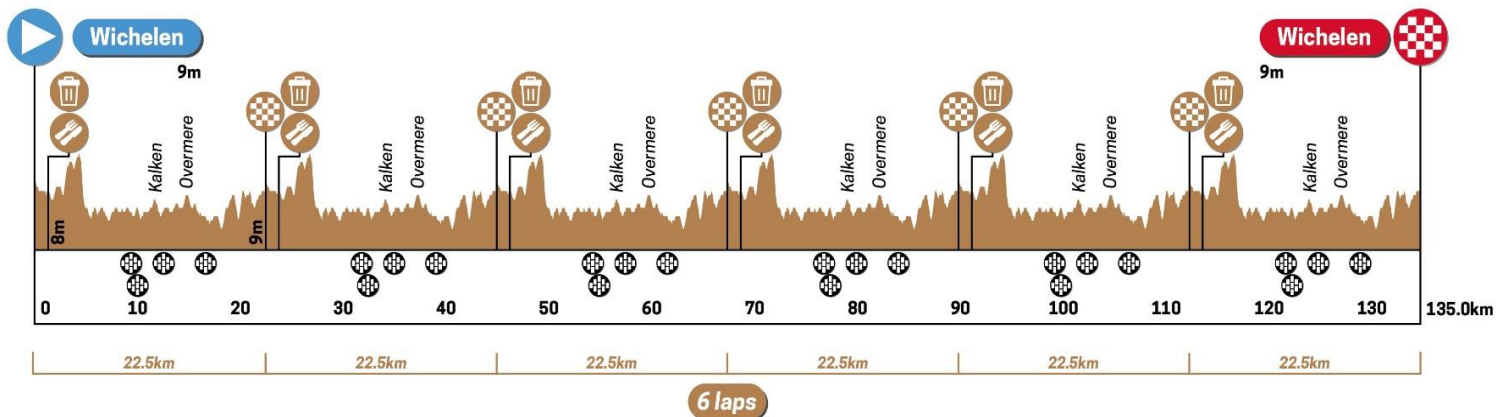 Wichelen
Wichelen
9m
9m
Kalken
Overmere
Kalken
Overmere
Kalken
Overmere
Kalken
Overmere
Kalken
Overmere
Kalken
Overmere
8m
9m
0 10 20 30 40 50 60 70 80 90 100 110 120 130 135.0km
22.5km 22.5km 22.5km 22.5km 22.5km 22.5km
6 laps